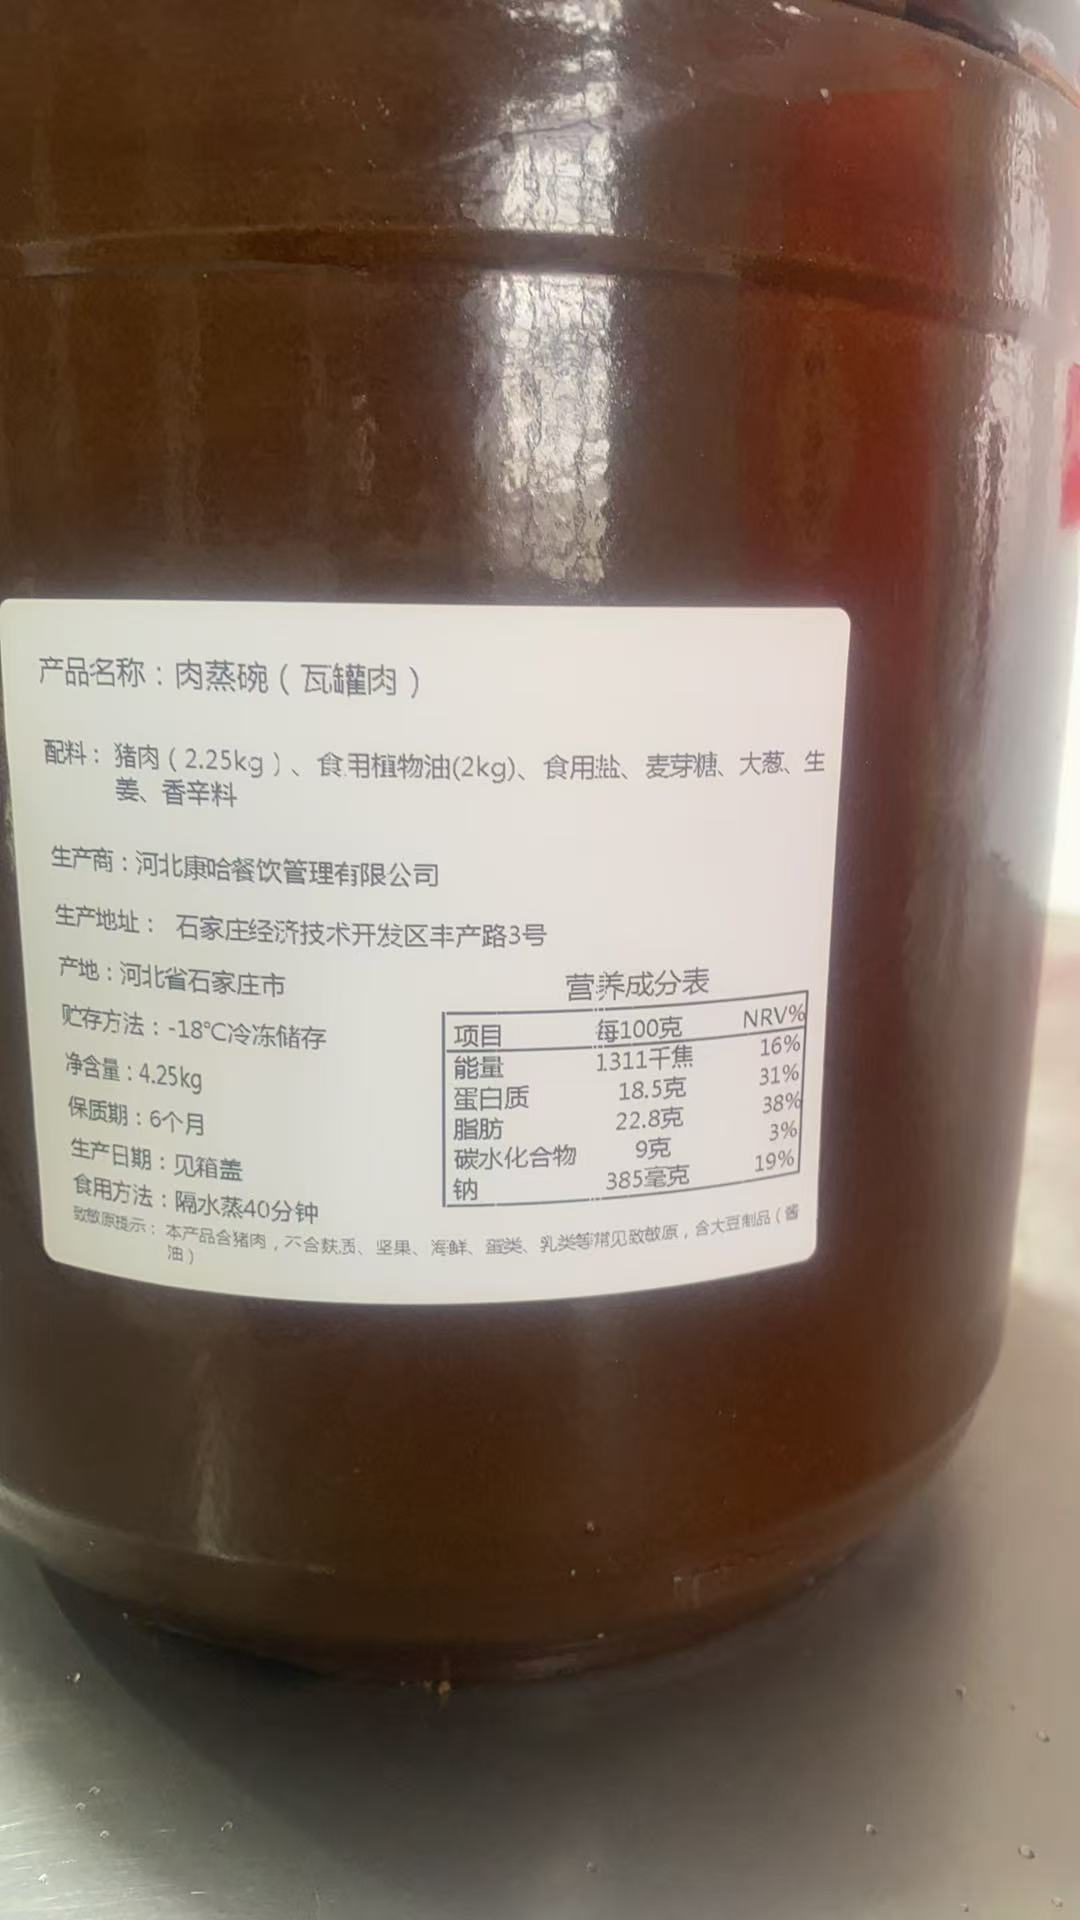 产品名称：肉蒸碗（瓦罐肉）
配料：猪肉（2.25kg）、食用植物油(2kg)、食用盐、麦芽糖、大葱、生
姜、香辛料
生产商：河北康哈餐饮管理有限公司
生产地址： 石家庄经济技术开发区丰产路3号
产地：河北省石家庄市
贮存方法：-18℃冷冻储存
净含量：4.25kg
保质期：6个月
生产日期：见箱盖
食用方法：隔水蒸40分钟
营养成分表
项目 每100克 NRV%
能量 1311千焦 16%
蛋白质 18.5克 31%
脂肪 22.8克 38%
碳水化合物 9克 3%
钠 385毫克 19%
致敏原提示：本产品含猪肉，不含麸质、坚果、海鲜、蛋类、乳类等常见致敏原，含大豆制品（酱
油）